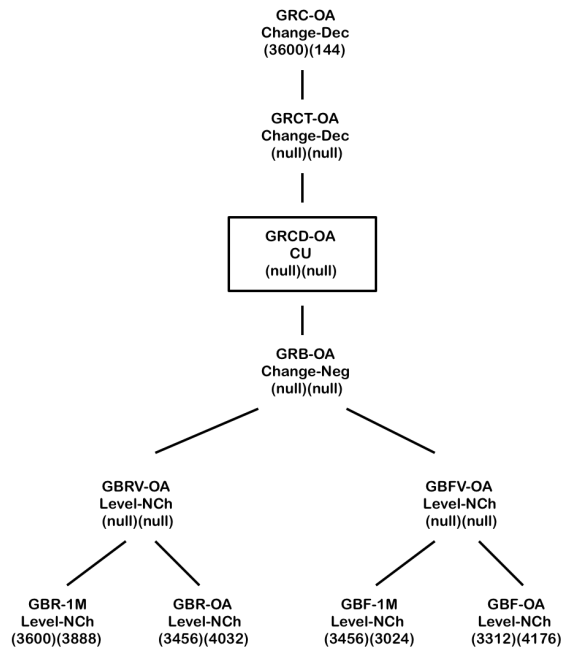 GRC-OA
Change-Dec
(3600)(144)
GRCT-OA
Change-Dec
(null)(null)
GRCD-OA
CU
(null)(null)
GRB-OA
Change-Neg
(null)(null)
GBRV-OA
Level-NCh
(null)(null)
GBFV-OA
Level-NCh
(null)(null)
GBR-1M
Level-NCh
(3600)(3888)
GBR-OA
Level-NCh
(3456)(4032)
GBF-1M
Level-NCh
(3456)(3024)
GBF-OA
Level-NCh
(3312)(4176)